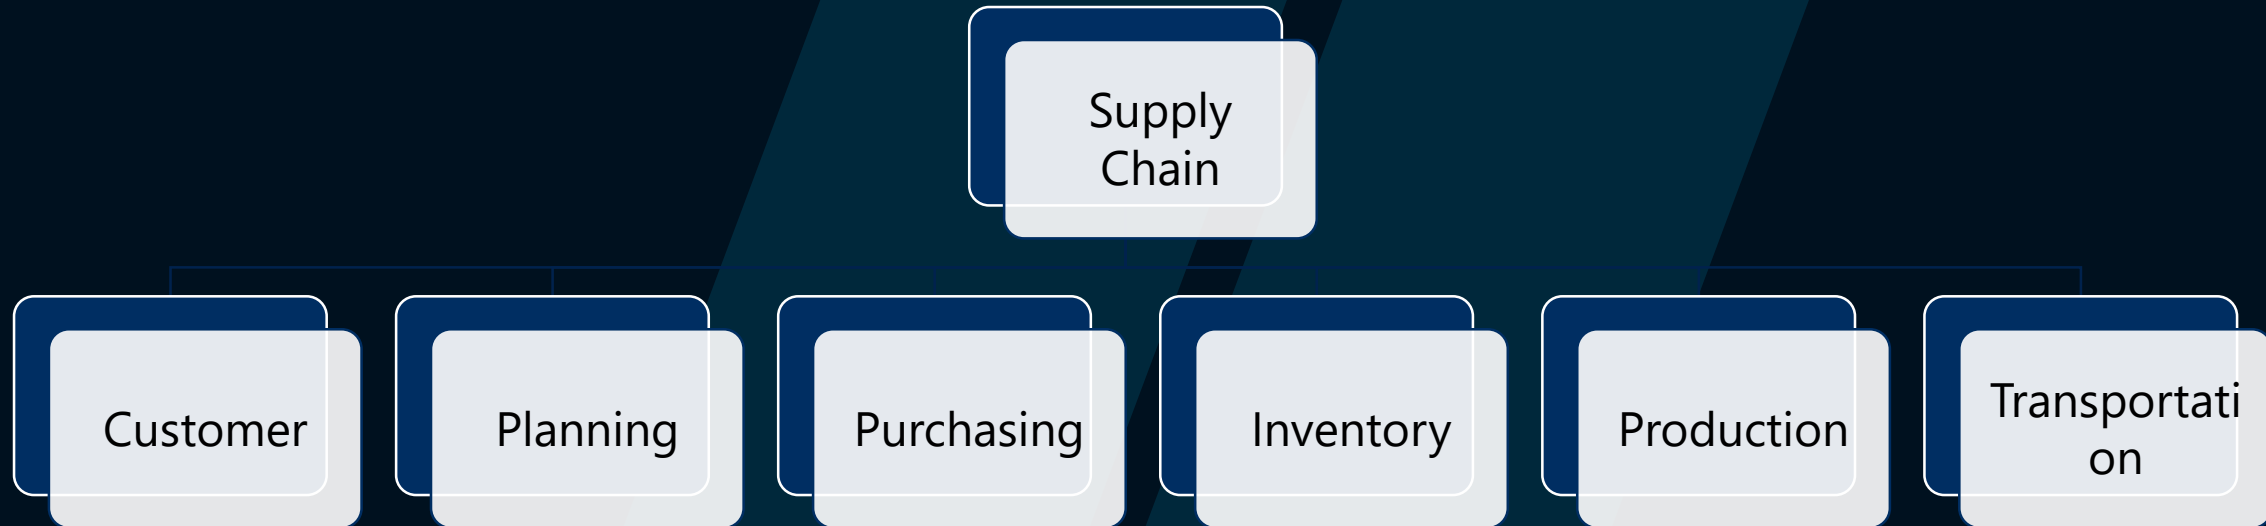 Supply
Chain
Customer
Planning
Purchasing
Inventory
Production
Transportati
on